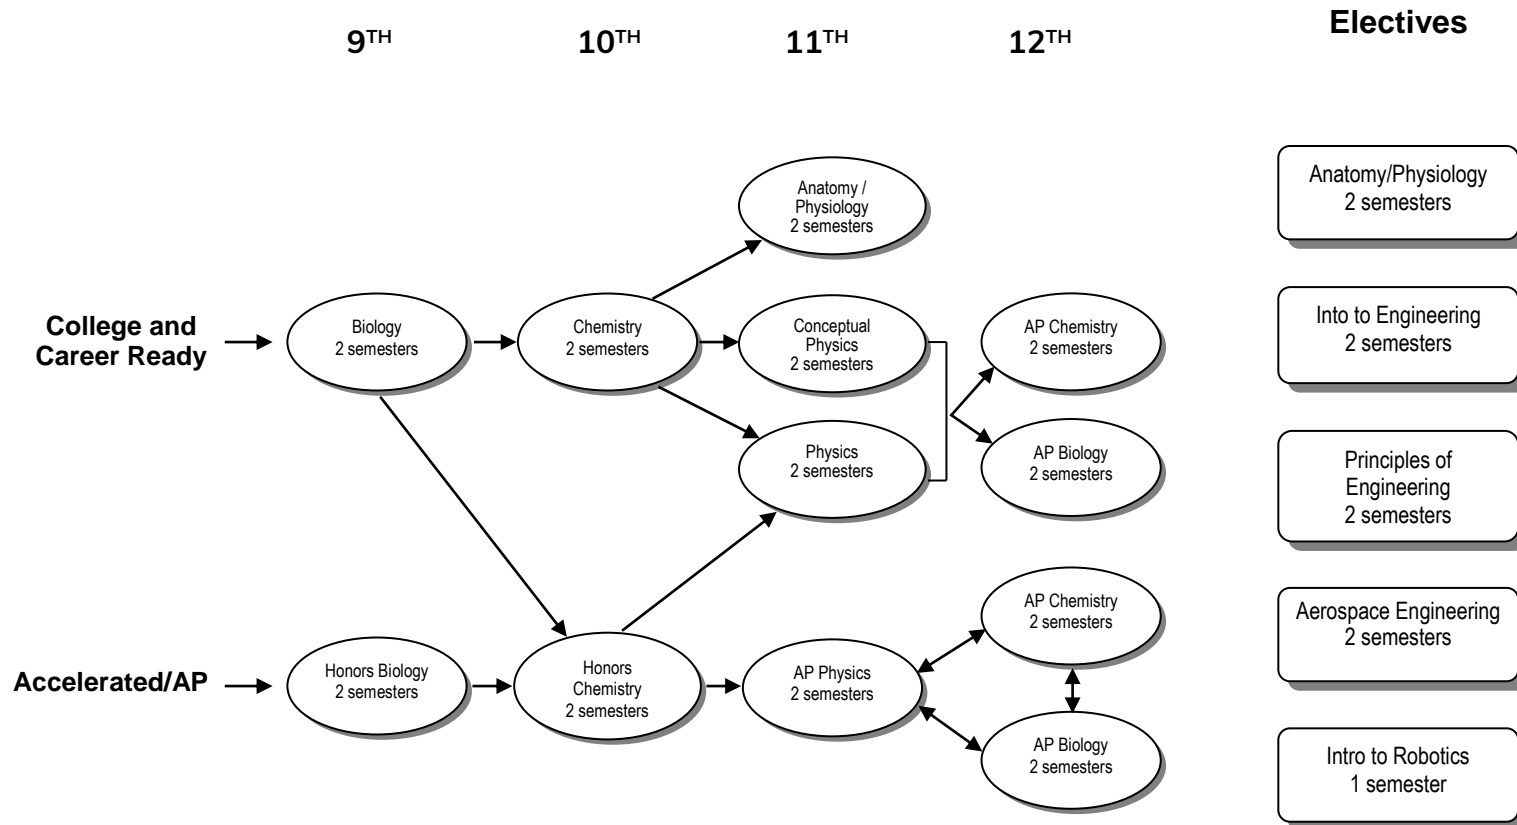 9TH
10TH
11TH
12TH
Electives
Anatomy /
Physiology
2 semesters
Anatomy/Physiology
2 semesters
College and
Career Ready
Biology
2 semesters
Chemistry
2 semesters
Conceptual
Physics
2 semesters
AP Chemistry
2 semesters
Into to Engineering
2 semesters
Physics
2 semesters
AP Biology
2 semesters
Principles of
Engineering
2 semesters
AP Chemistry
2 semesters
Aerospace Engineering
2 semesters
Accelerated/AP
Honors Biology
2 semesters
Honors
Chemistry
2 semesters
AP Physics
2 semesters
AP Biology
2 semesters
Intro to Robotics
1 semester